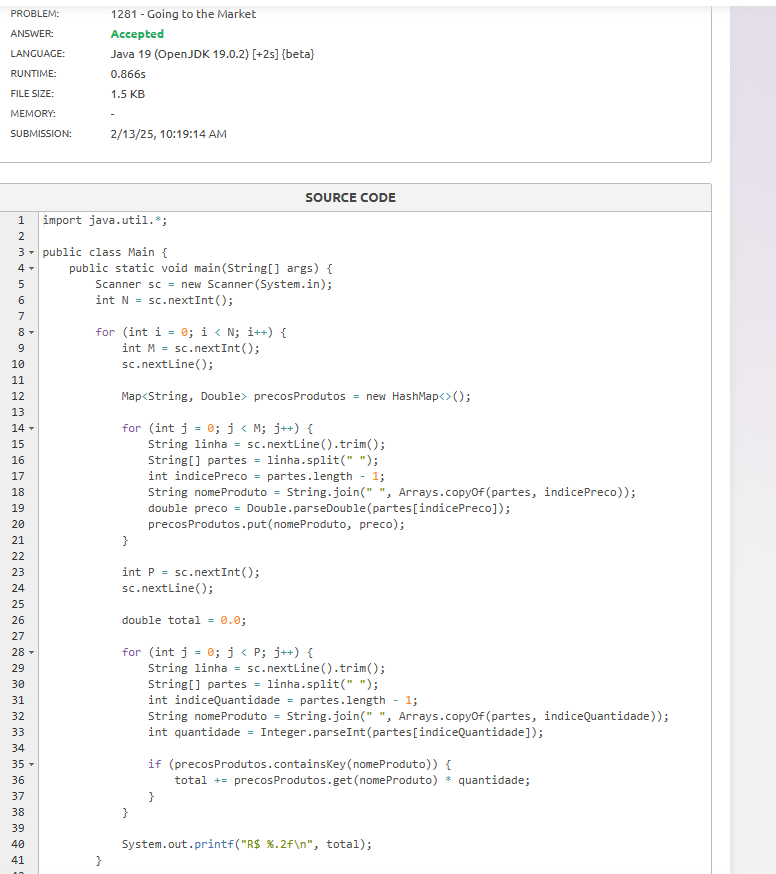 PROBLEM: 1281 - Going to the Market
ANSWER: Accepted
LANGUAGE: Java 19 (OpenJDK 19.0.2) [+2s] {beta}
RUNTIME: 0.866s
FILE SIZE: 1.5 KB
MEMORY: -
SUBMISSION: 2/13/25, 10:19:14 AM
SOURCE CODE
1 import java.util.*;
2
3 public class Main {
4     public static void main(String[] args) {
5         Scanner sc = new Scanner(System.in);
6         int N = sc.nextInt();
7
8         for (int i = 0; i < N; i++) {
9             int M = sc.nextInt();
10             sc.nextLine();
11
12             Map<String, Double> precosProdutos = new HashMap<>();
13
14             for (int j = 0; j < M; j++) {
15                 String linha = sc.nextLine().trim();
16                 String[] partes = linha.split(" ");
17                 int indicePreco = partes.length - 1;
18                 String nomeProduto = String.join(" ", Arrays.copyOf(partes, indicePreco));
19                 double preco = Double.parseDouble(partes[indicePreco]);
20                 precosProdutos.put(nomeProduto, preco);
21             }
22
23             int P = sc.nextInt();
24             sc.nextLine();
25
26             double total = 0.0;
27
28             for (int j = 0; j < P; j++) {
29                 String linha = sc.nextLine().trim();
30                 String[] partes = linha.split(" ");
31                 int indiceQuantidade = partes.length - 1;
32                 String nomeProduto = String.join(" ", Arrays.copyOf(partes, indiceQuantidade));
33                 int quantidade = Integer.parseInt(partes[indiceQuantidade]);
34
35                 if (precosProdutos.containsKey(nomeProduto)) {
36                     total += precosProdutos.get(nomeProduto) * quantidade;
37                 }
38             }
39
40             System.out.printf("R$ %.2f\n", total);
41         }